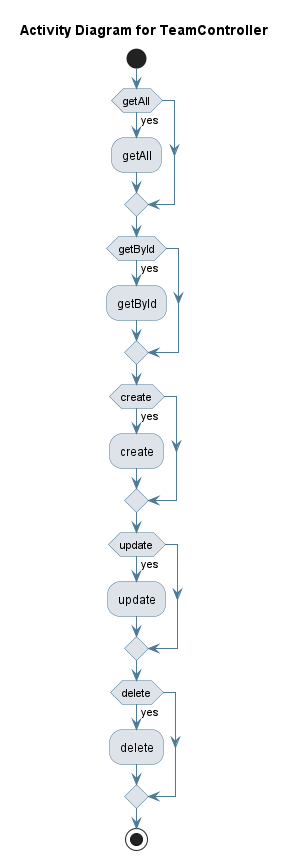 Activity Diagram for TeamController
getAll
yes
getAll
getById
yes
getById
create
yes
create
update
yes
update
delete
yes
delete